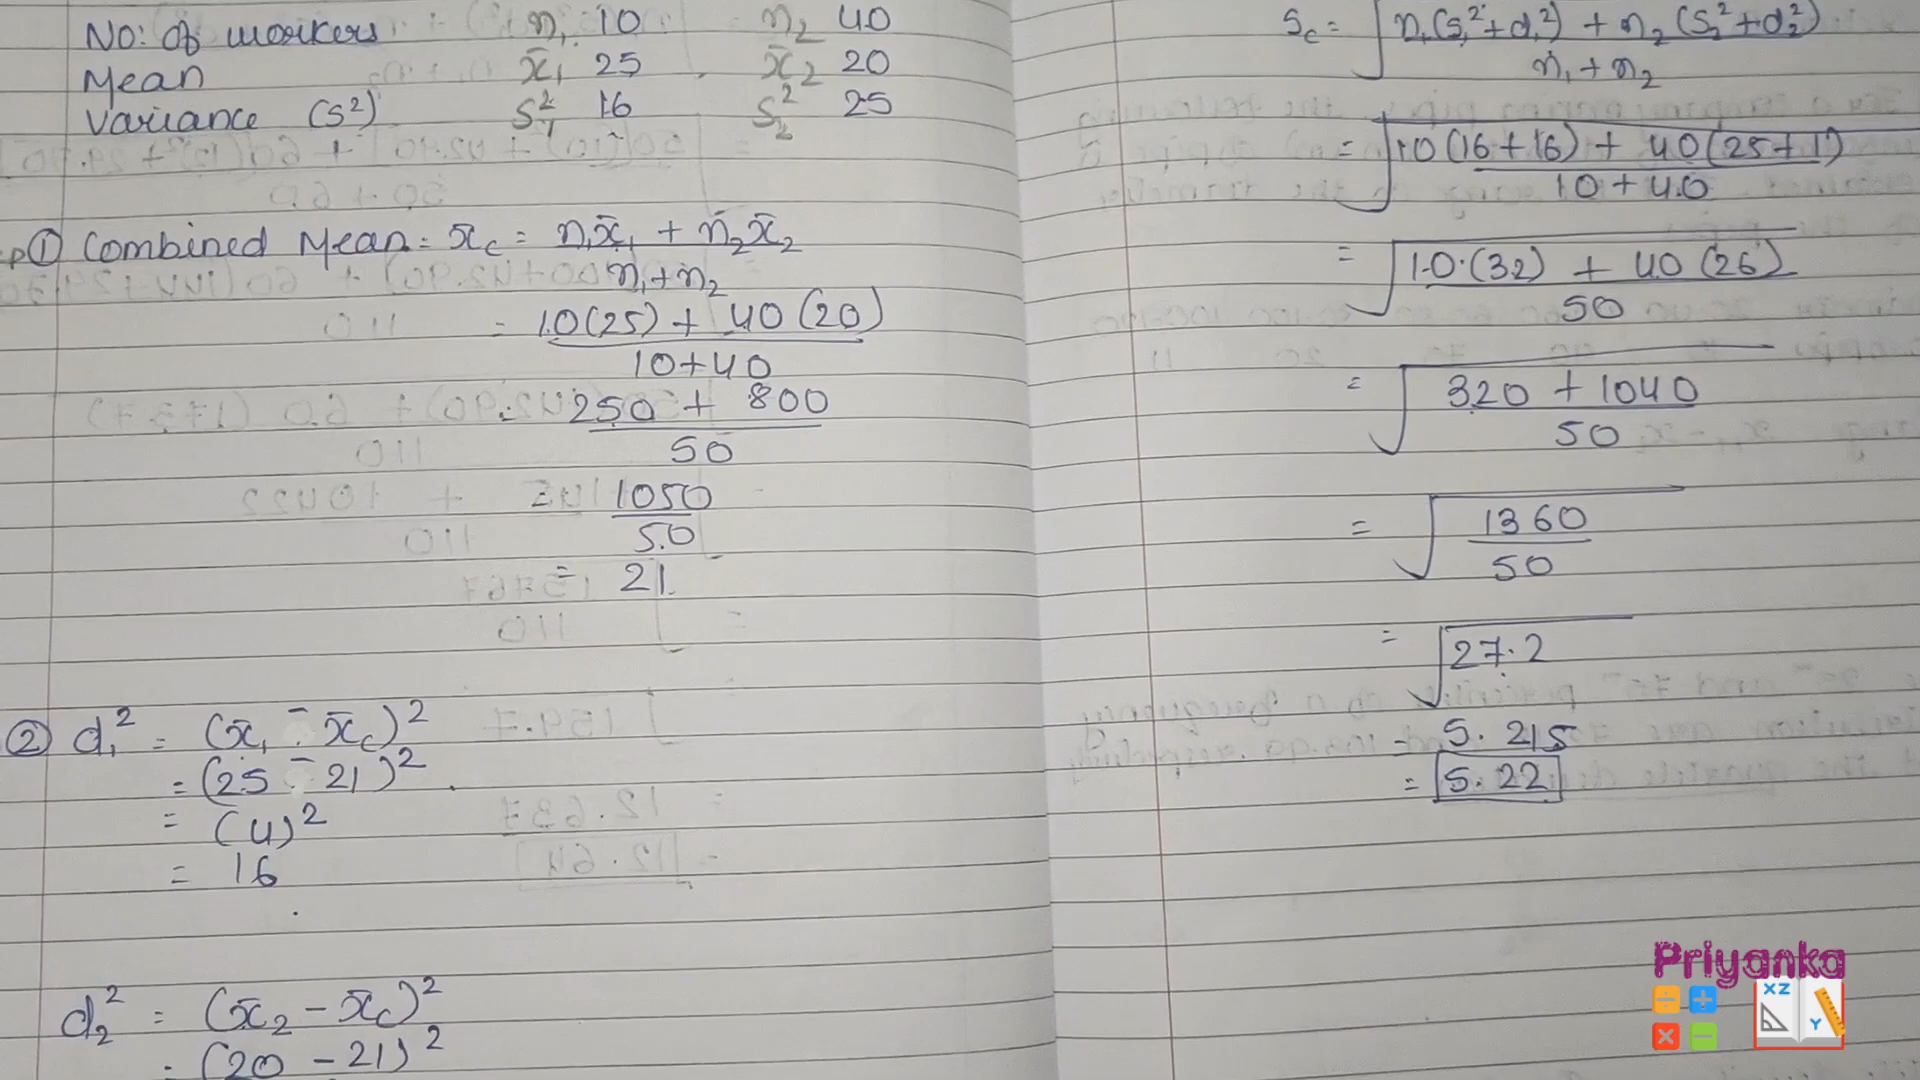 No: of workers n₁ 10 n₂ 40
Mean x̄₁ 25 x̄₂ 20
Variance (s²) s₁² 16 s₂² 25
① Combined Mean = x̄c = n₁x̄₁ + n₂x̄₂
n₁+n₂
= 10(25) + 40(20)
10+40
= 250 + 800
50
1050
50
= 21
② d₁² = (x̄₁ - x̄c)²
= (25 - 21)²
= (4)²
= 16
d₂² = (x̄₂ - x̄c)²
= (20 - 21)²
Sc = √ n₁(s₁²+d₁²) + n₂(s₂²+d₂²)
n₁+n₂
= √ 10(16+16) + 40(25+1)
10+40
= √ 10·(32) + 40(26)
50
= √ 320 + 1040
50
= √ 1360
50
= √ 27.2
= 5.215
= 5.22
Priyanka
XZ
Y